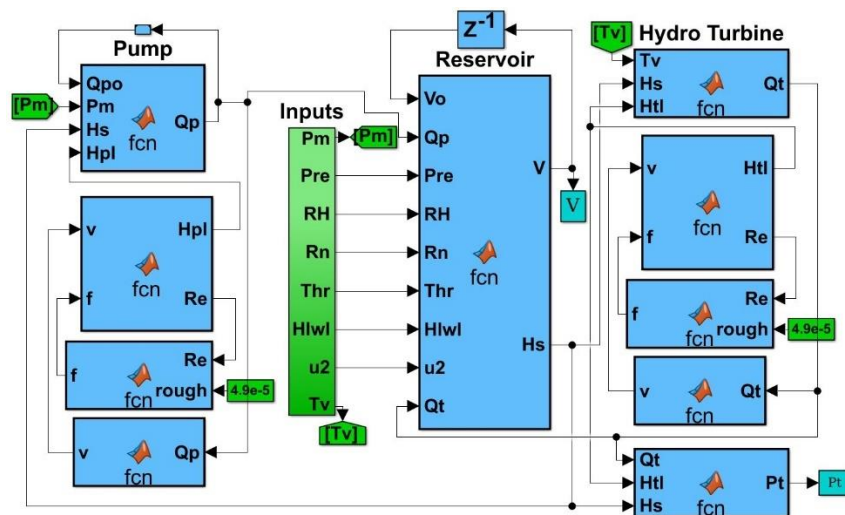 Pump
Qpo
Pm
Hs
Hpl
Qp
fcn
[Pm]
v
f
Hpl
Re
fcn
Re
rough
f
fcn
4.9e-5
v
Qp
fcn
Inputs
Pm
Pre
RH
Rn
Thr
Hlwl
u2
Tv
[Pm]
[Tv]
Z-1
Reservoir
Vo
Qp
Pre
RH
Rn
Thr
Hlwl
u2
Qt
V
Hs
fcn
V
[Tv]
Hydro Turbine
Tv
Hs
Htl
Qt
fcn
v
f
Htl
Re
fcn
Re
rough
f
fcn
4.9e-5
v
Qt
fcn
Qt
Htl
Hs
Pt
fcn
Pt